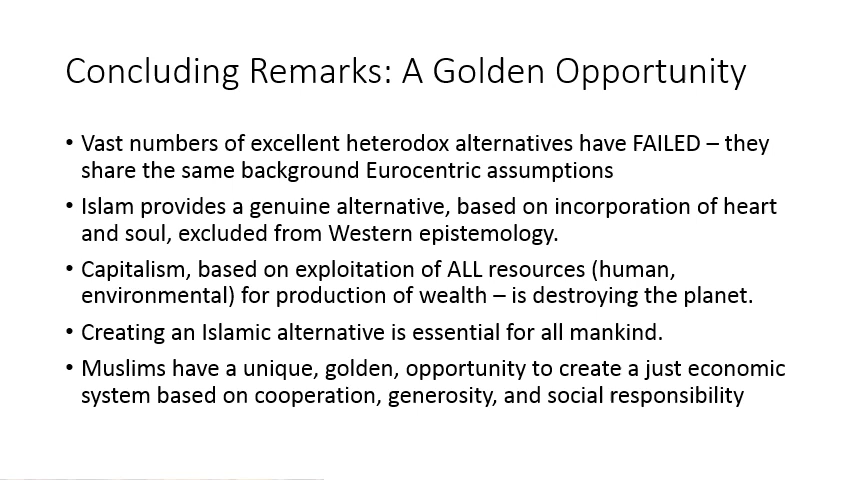 Concluding Remarks: A Golden Opportunity
• Vast numbers of excellent heterodox alternatives have FAILED – they
share the same background Eurocentric assumptions
• Islam provides a genuine alternative, based on incorporation of heart
and soul, excluded from Western epistemology.
• Capitalism, based on exploitation of ALL resources (human,
environmental) for production of wealth – is destroying the planet.
• Creating an Islamic alternative is essential for all mankind.
• Muslims have a unique, golden, opportunity to create a just economic
system based on cooperation, generosity, and social responsibility